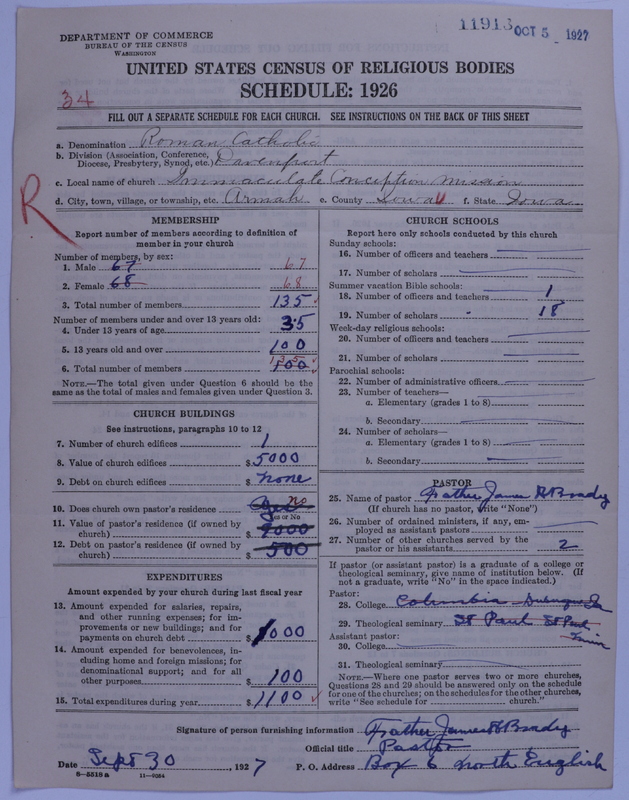 11913 OCT 5 1927
DEPARTMENT OF COMMERCE
BUREAU OF THE CENSUS
WASHINGTON
UNITED STATES CENSUS OF RELIGIOUS BODIES
34
SCHEDULE: 1926
FILL OUT A SEPARATE SCHEDULE FOR EACH CHURCH. SEE INSTRUCTIONS ON THE BACK OF THIS SHEET
a. Denomination Roman Catholic
b. Division (Association, Conference, Diocese, Presbytery, Synod, etc.) Davenport
c. Local name of church Immaculate Conception Mission
d. City, town, village, or township, etc. Armah e. County Iowa f. State Iowa
R
MEMBERSHIP
Report number of members according to definition of
member in your church
Number of members, by sex:
1. Male 67 67
2. Female 68 68
3. Total number of members 135
Number of members under and over 13 years old:
4. Under 13 years of age 35
5. 13 years old and over 100
6. Total number of members 100 135
NOTE.—The total given under Question 6 should be the
same as the total of males and females given under Question 3.
CHURCH BUILDINGS
See instructions, paragraphs 10 to 12
7. Number of church edifices 1
8. Value of church edifices $5000
9. Debt on church edifices $ none
10. Does church own pastor's residence Yes no
Yes or No
11. Value of pastor's residence (if owned by
church) $ 9000
12. Debt on pastor's residence (if owned by
church) $ 500
EXPENDITURES
Amount expended by your church during last fiscal year
13. Amount expended for salaries, repairs,
and other running expenses; for im-
provements or new buildings; and for
payments on church debt $1000
14. Amount expended for benevolences, in-
cluding home and foreign missions; for
denominational support; and for all
other purposes $ 100
15. Total expenditures during year $1100
CHURCH SCHOOLS
Report here only schools conducted by this church
Sunday schools:
16. Number of officers and teachers
17. Number of scholars
Summer vacation Bible schools:
18. Number of officers and teachers 1
19. Number of scholars 18
Week-day religious schools:
20. Number of officers and teachers
21. Number of scholars
Parochial schools:
22. Number of administrative officers
23. Number of teachers—
a. Elementary (grades 1 to 8)
b. Secondary
24. Number of scholars—
a. Elementary (grades 1 to 8)
b. Secondary
PASTOR
25. Name of pastor Father James H Brady
(If church has no pastor, write "None")
26. Number of ordained ministers, if any, em-
ployed as assistant pastors
27. Number of other churches served by the
pastor or his assistants 2
If pastor (or assistant pastor) is a graduate of a college or
theological seminary, give name of institution below. (If
not a graduate, write "No" in the space indicated.)
Pastor:
28. College Columbia Dubuque Ia
29. Theological seminary St Paul St Paul
Minn
Assistant pastor:
30. College
31. Theological seminary
NOTE.—Where one pastor serves two or more churches,
Questions 28 and 29 should be answered only on the schedule
for one of the churches; on the schedules for the other churches,
write "See schedule for church."
Signature of person furnishing information Father James H Brady
Official title Pastor
Date Sept 30, 1927 P. O. Address Box 6 North English
8—5518a 11—9264